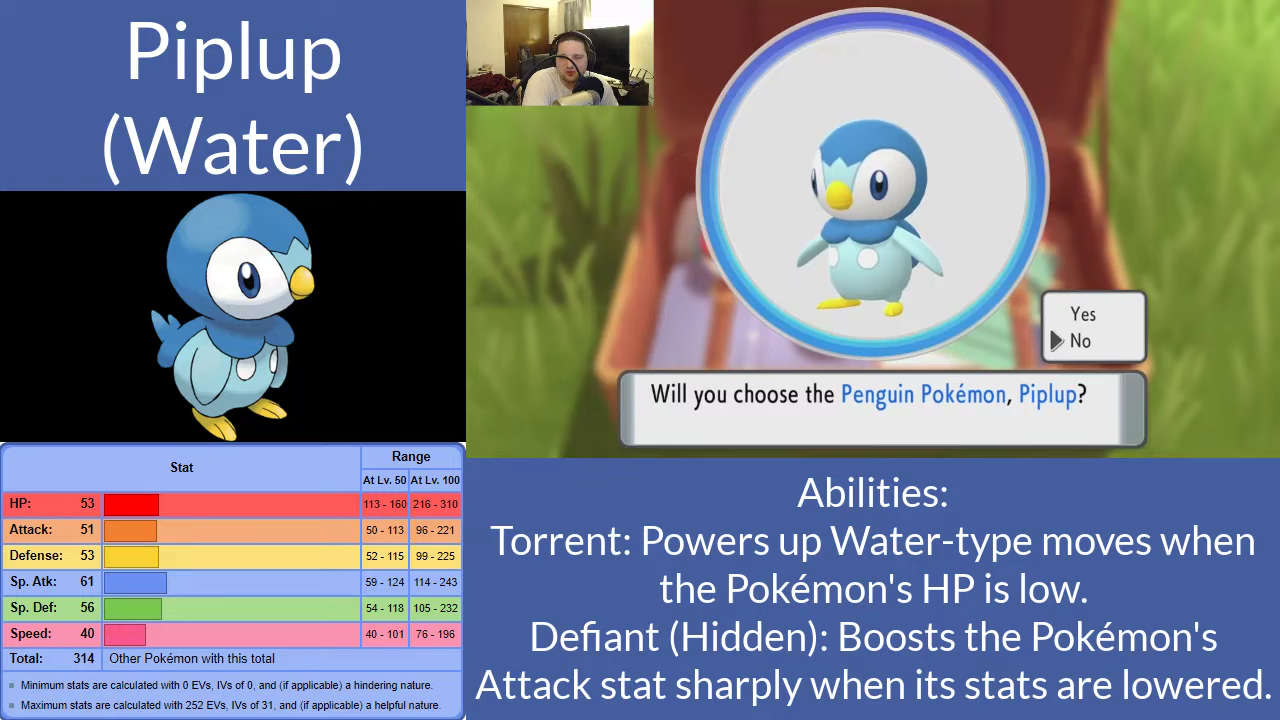 Piplup
(Water)
Will you choose the Penguin Pokémon, Piplup?
Yes
No
Stat
Range
At Lv. 50 At Lv. 100
HP: 53 113 - 160 216 - 310
Attack: 51 50 - 113 96 - 221
Defense: 53 52 - 115 99 - 225
Sp. Atk: 61 59 - 124 114 - 243
Sp. Def: 56 54 - 118 105 - 232
Speed: 40 40 - 101 76 - 196
Total: 314 Other Pokémon with this total
Minimum stats are calculated with 0 EVs, IVs of 0, and (if applicable) a hindering nature.
Maximum stats are calculated with 252 EVs, IVs of 31, and (if applicable) a helpful nature.
Abilities:
Torrent: Powers up Water-type moves when
the Pokémon's HP is low.
Defiant (Hidden): Boosts the Pokémon's
Attack stat sharply when its stats are lowered.